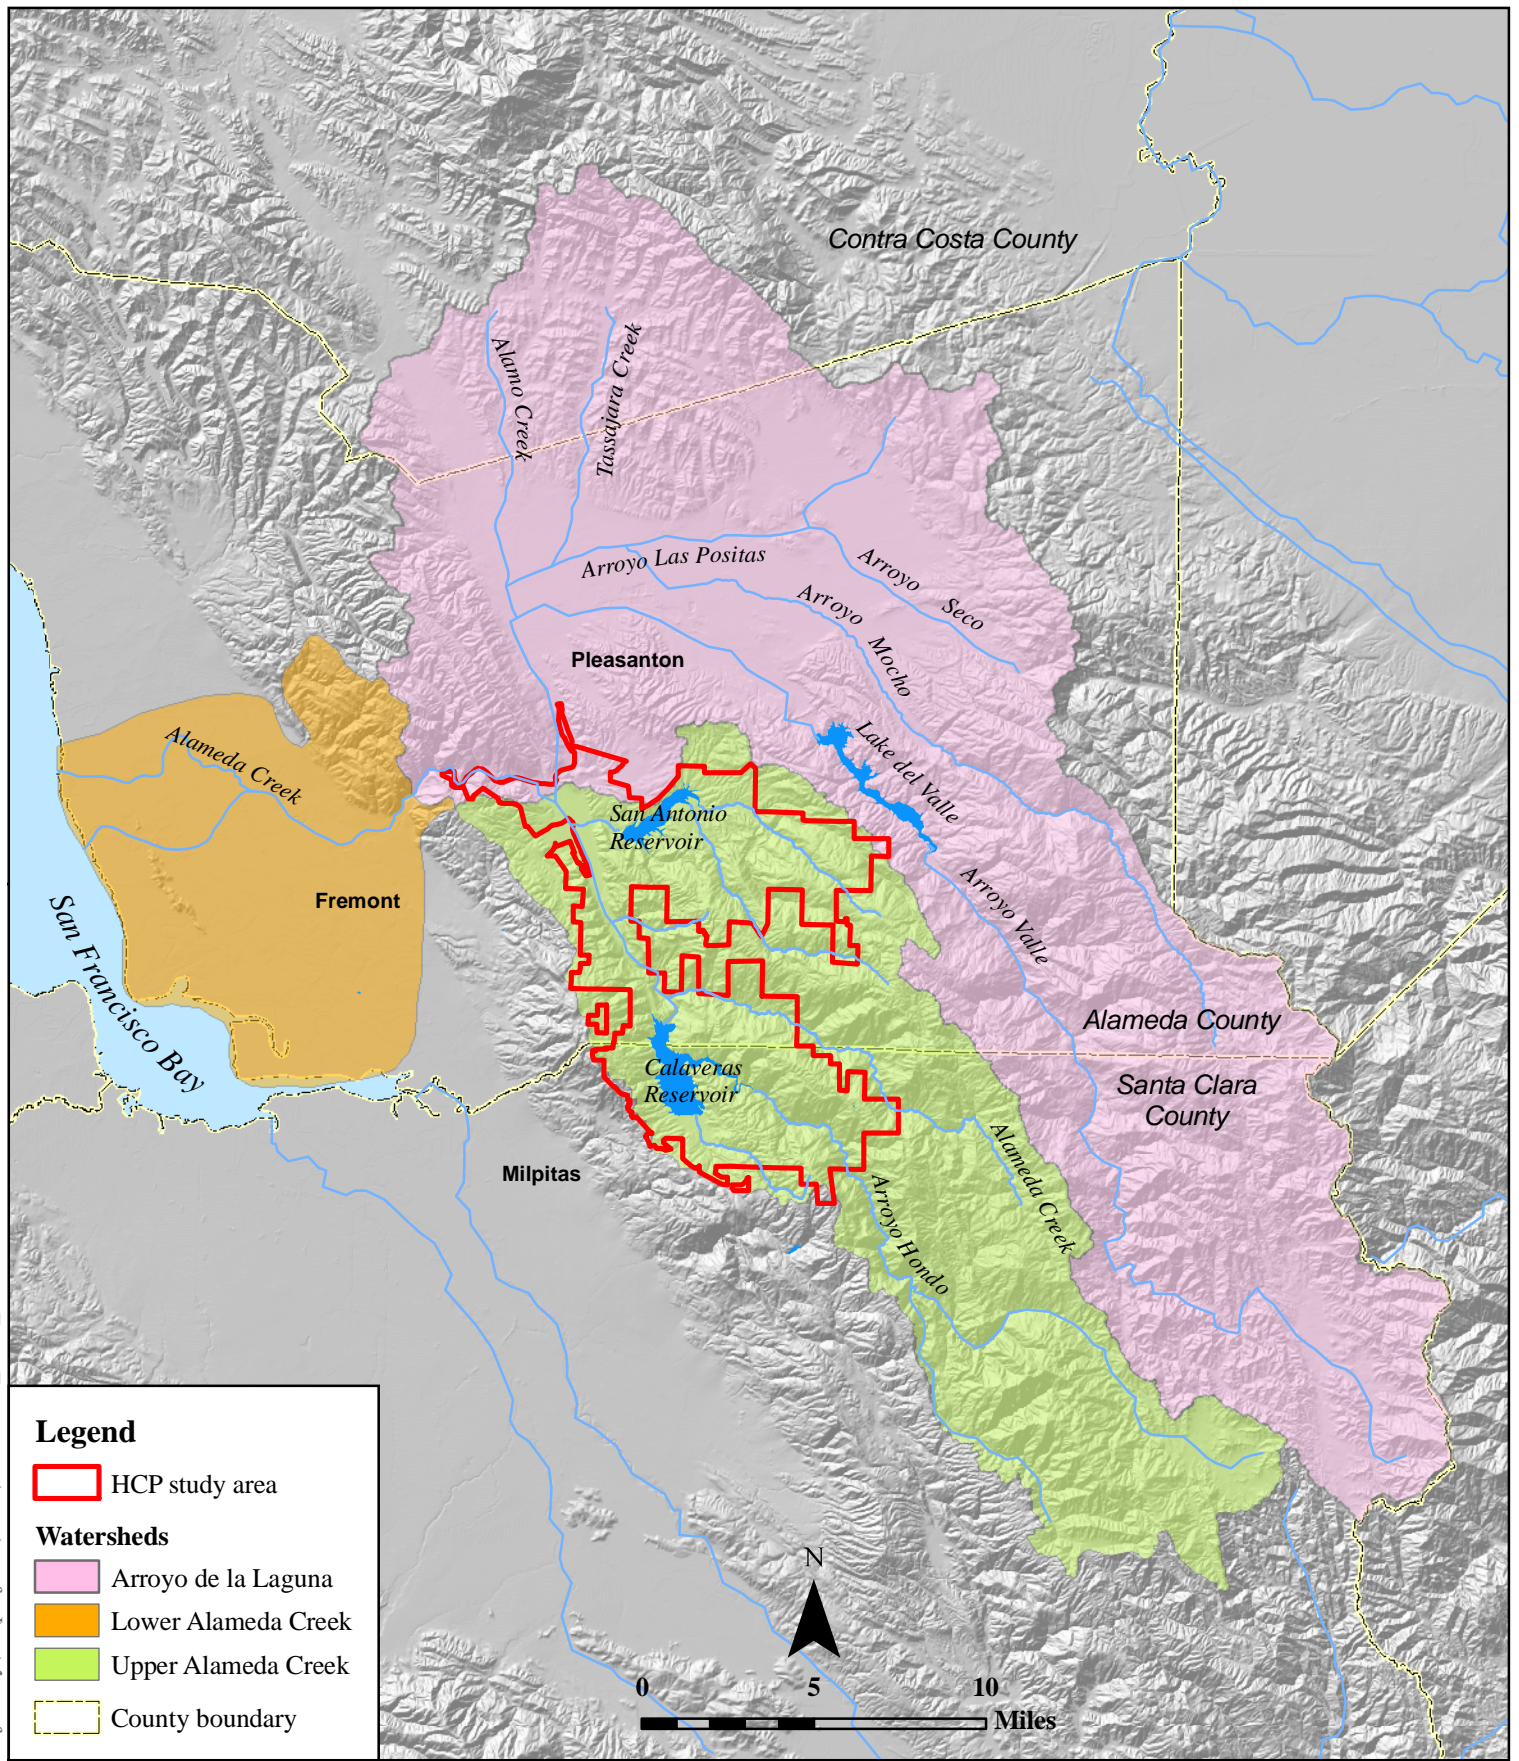 Contra Costa County
Alamo Creek
Tassajara Creek
Arroyo Las Positas
Arroyo Seco
Arroyo Mocho
Pleasanton
Lake del Valle
Alameda Creek
San Antonio
Reservoir
Arroyo Valle
Fremont
San Francisco Bay
Alameda County
Calaveras
Reservoir
Santa Clara
County
Milpitas
Alameda Creek
Arroyo Hondo
Legend
HCP study area
Watersheds
Arroyo de la Laguna
Lower Alameda Creek
Upper Alameda Creek
County boundary
N
0 5 10
Miles